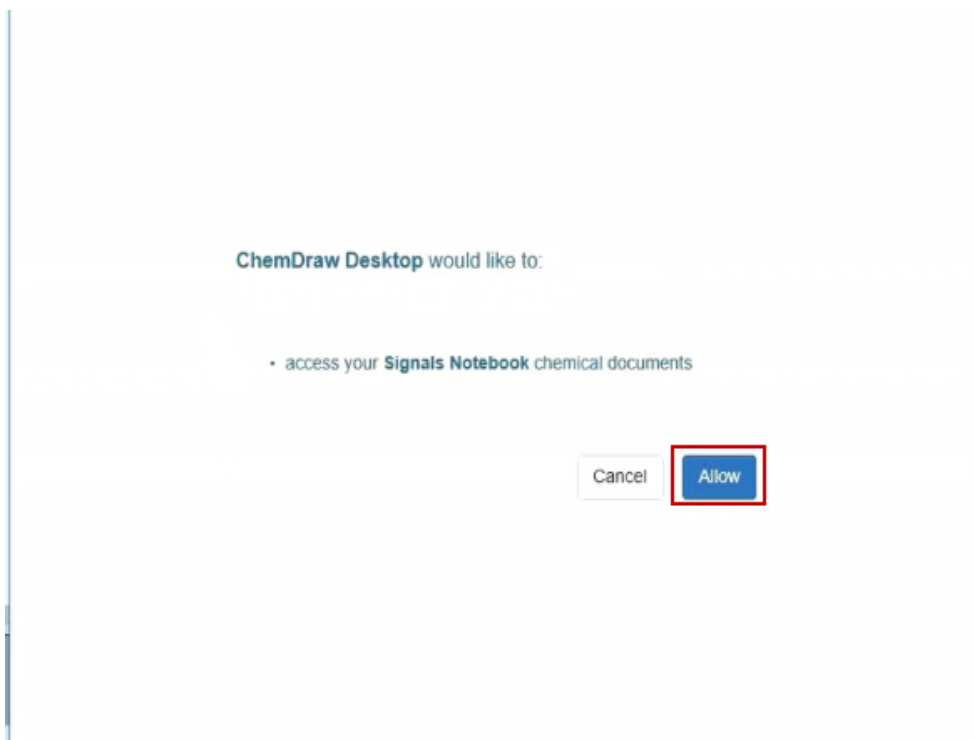 ChemDraw Desktop would like to:
• access your Signals Notebook chemical documents
Cancel Allow